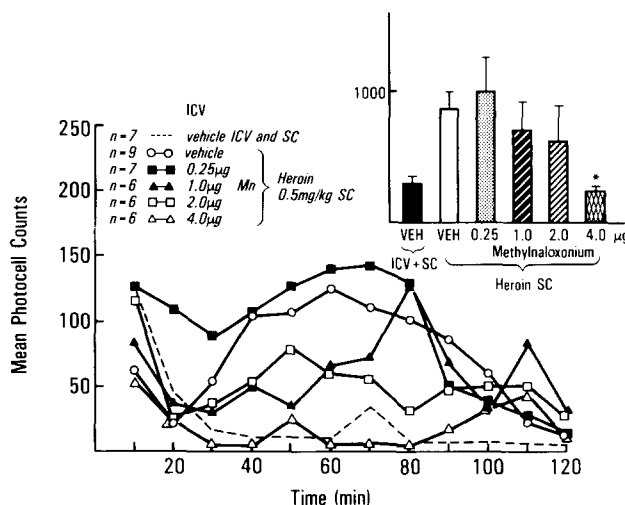 ICV
n=7 vehicle ICV and SC
n=9 vehicle
n=7 0.25µg
n=6 1.0µg
n=6 2.0µg
n=6 4.0µg
Mn
Heroin
0.5mg/kg SC
1000
*
VEH VEH 0.25 1.0 2.0 4.0 µg
ICV+SC
Methylnaloxonium
Heroin SC
Mean Photocell Counts
250
200
150
100
50
20 40 60 80 100 120
Time (min)